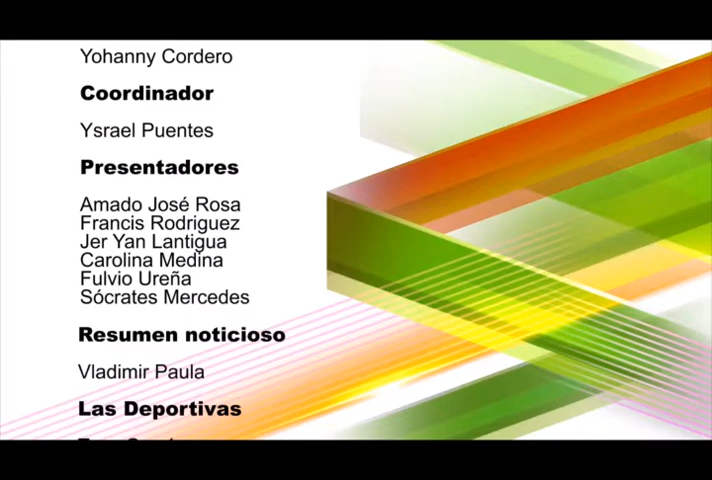 Yohanny Cordero
Coordinador
Ysrael Puentes
Presentadores
Amado José Rosa
Francis Rodriguez
Jer Yan Lantigua
Carolina Medina
Fulvio Ureña
Sócrates Mercedes
Resumen noticioso
Vladimir Paula
Las Deportivas